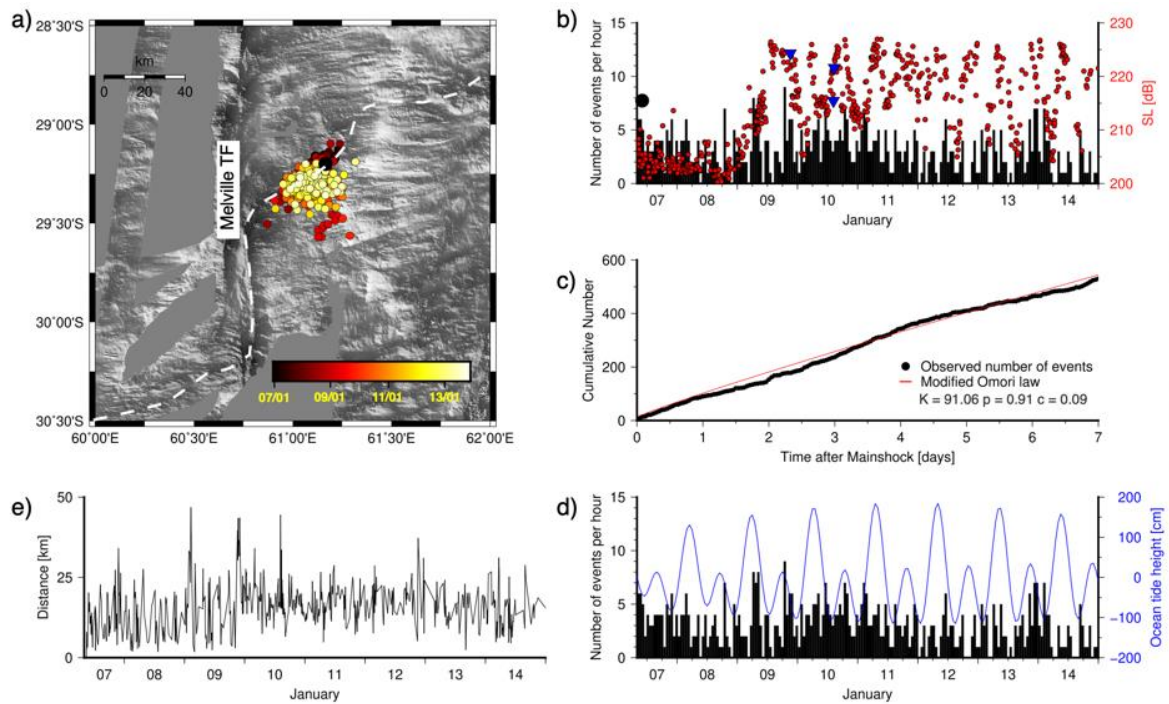 a)
28°30'S
29°00'S
29°30'S
30°00'S
30°30'S
60°00'E
60°30'E
61°00'E
61°30'E
62°00'E
km
0 20 40
Melville TF
07/01 09/01 11/01 13/01
b)
Number of events per hour
15
10
5
0
230
220
210
200
SL [dB]
07 08 09 10 11 12 13 14
January
c)
Cumulative Number
600
400
200
0
Observed number of events
Modified Omori law
K = 91.06 p = 0.91 c = 0.09
0 1 2 3 4 5 6 7
Time after Mainshock [days]
e)
Distance [km]
50
25
0
07 08 09 10 11 12 13 14
January
d)
Number of events per hour
15
10
5
0
200
100
0
−100
−200
Ocean tide height [cm]
07 08 09 10 11 12 13 14
January